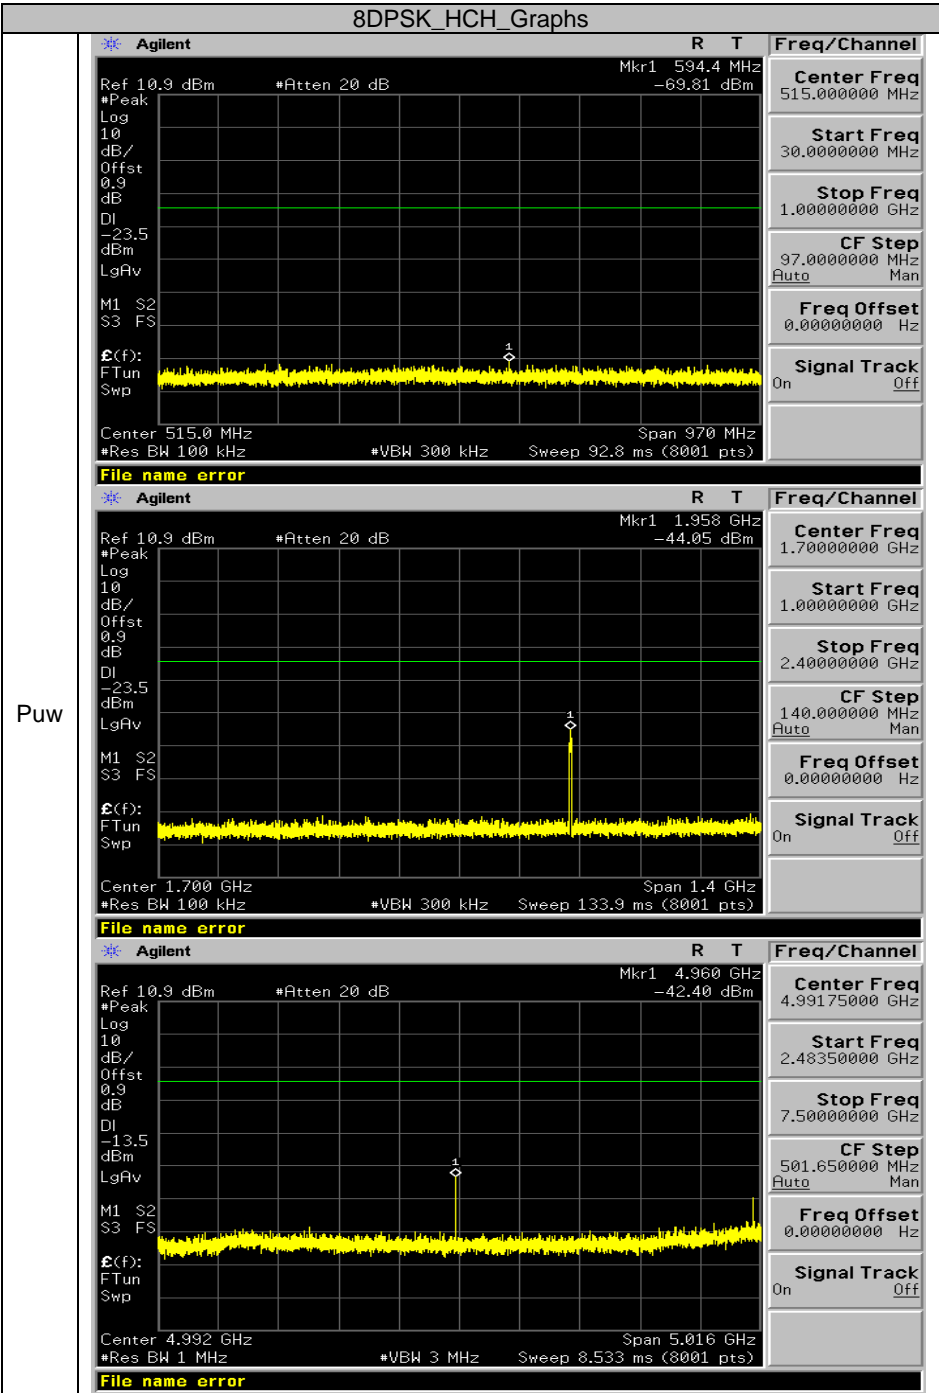 8DPSK_HCH_Graphs
Puw
Agilent
R T
Freq/Channel
Mkr1 594.4 MHz
Ref 10.9 dBm #Atten 20 dB -69.81 dBm
#Peak
Log
10
dB/
Offst
0.9
dB
DI
-23.5
dBm
LgAv
M1 S2
S3 FS
£(f):
FTun
Swp
1
Center 515.0 MHz Span 970 MHz
#Res BW 100 kHz #VBW 300 kHz Sweep 92.8 ms (8001 pts)
Center Freq
515.000000 MHz
Start Freq
30.0000000 MHz
Stop Freq
1.00000000 GHz
CF Step
97.0000000 MHz
Auto Man
Freq Offset
0.00000000 Hz
Signal Track
On Off
File name error
Agilent
R T
Freq/Channel
Mkr1 1.958 GHz
Ref 10.9 dBm #Atten 20 dB -44.05 dBm
#Peak
Log
10
dB/
Offst
0.9
dB
DI
-23.5
dBm
LgAv
M1 S2
S3 FS
£(f):
FTun
Swp
1
Center 1.700 GHz Span 1.4 GHz
#Res BW 100 kHz #VBW 300 kHz Sweep 133.9 ms (8001 pts)
Center Freq
1.70000000 GHz
Start Freq
1.00000000 GHz
Stop Freq
2.40000000 GHz
CF Step
140.000000 MHz
Auto Man
Freq Offset
0.00000000 Hz
Signal Track
On Off
File name error
Agilent
R T
Freq/Channel
Mkr1 4.960 GHz
Ref 10.9 dBm #Atten 20 dB -42.40 dBm
#Peak
Log
10
dB/
Offst
0.9
dB
DI
-13.5
dBm
LgAv
M1 S2
S3 FS
£(f):
FTun
Swp
1
Center 4.992 GHz Span 5.016 GHz
#Res BW 1 MHz #VBW 3 MHz Sweep 8.533 ms (8001 pts)
Center Freq
4.99175000 GHz
Start Freq
2.48350000 GHz
Stop Freq
7.50000000 GHz
CF Step
501.650000 MHz
Auto Man
Freq Offset
0.00000000 Hz
Signal Track
On Off
File name error